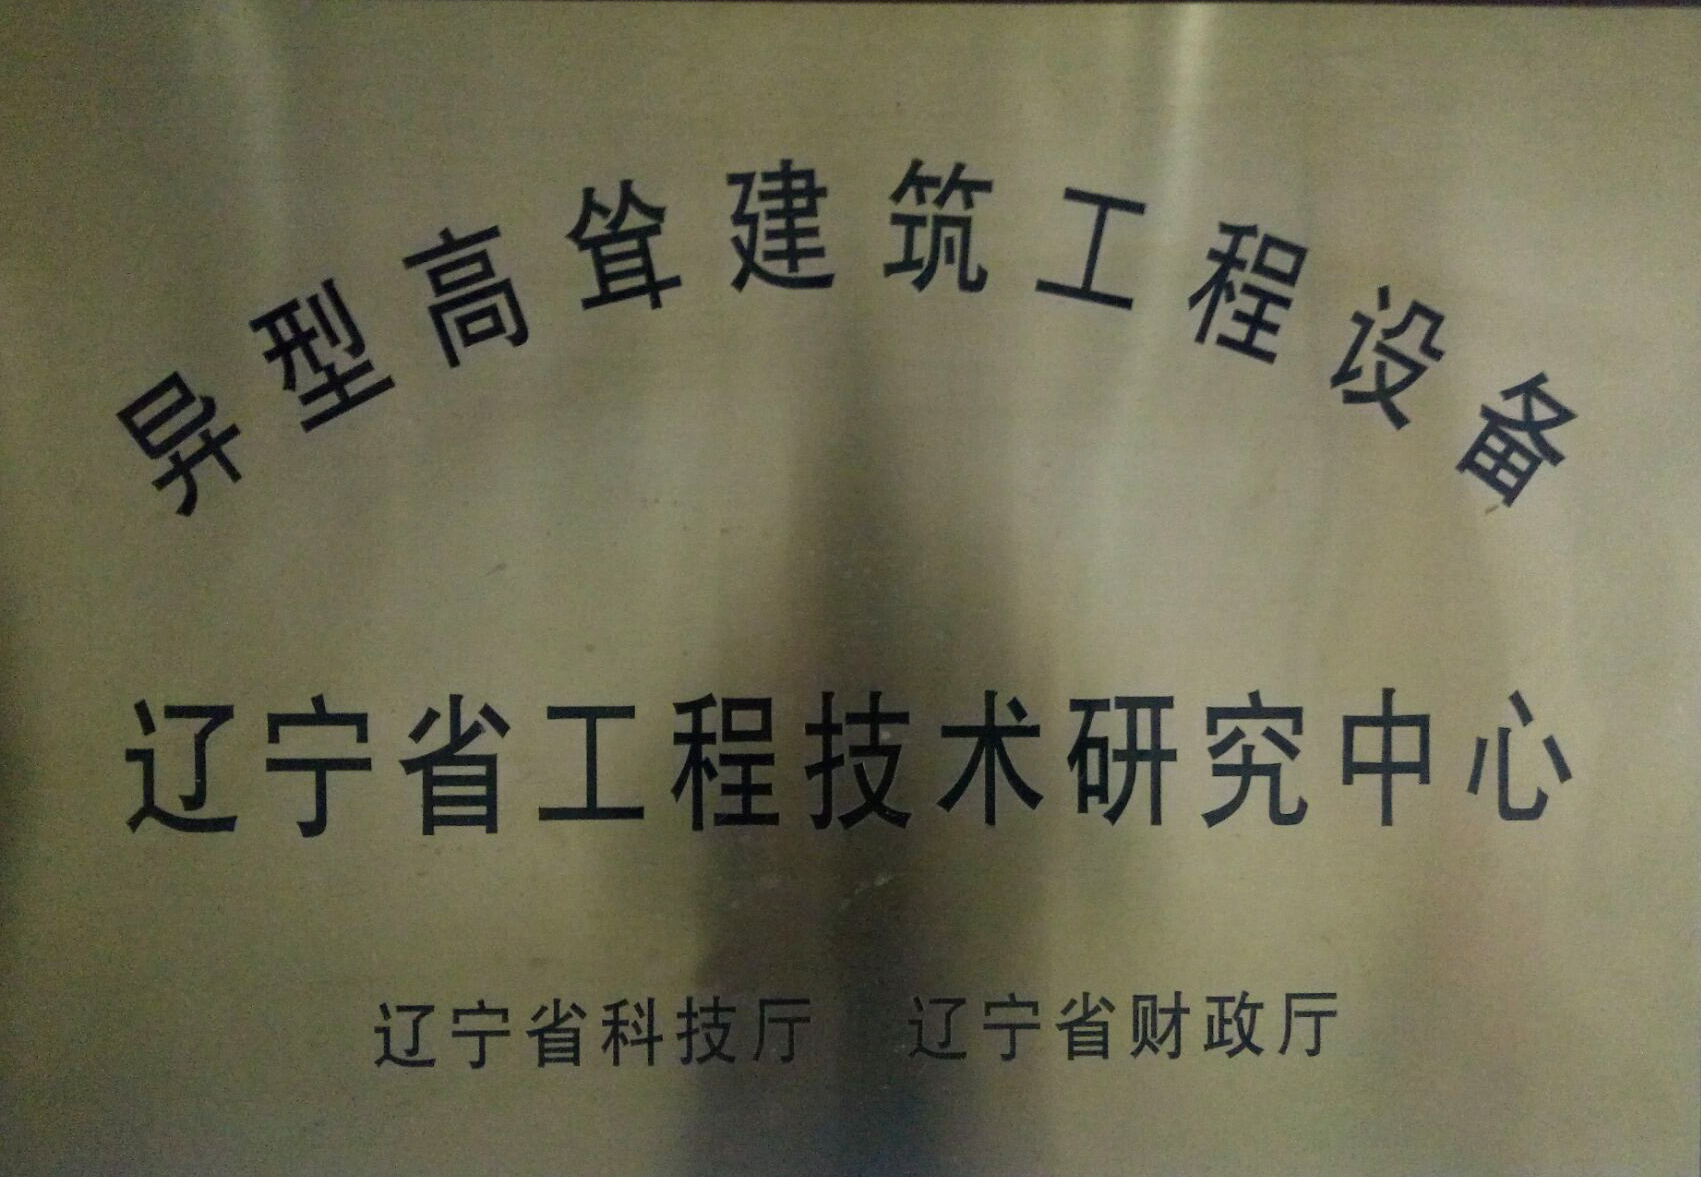 异型高耸建筑工程设备
辽宁省工程技术研究中心
辽宁省科技厅 辽宁省财政厅